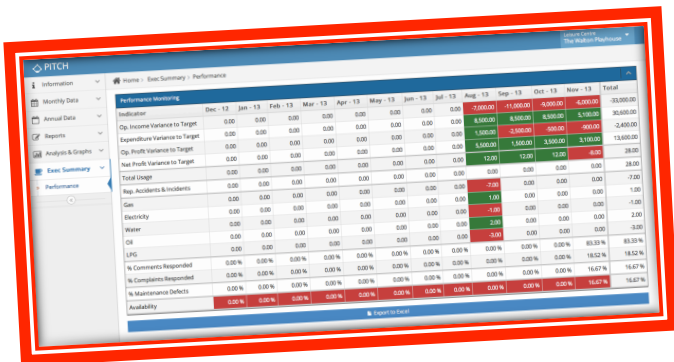 Leisure Centre
The Walton Playhouse
PITCH
Home › Exec Summary › Performance
Information
Monthly Data
Annual Data
Reports
Analysis & Graphs
Exec Summary
Performance
Performance Monitoring
Indicator Dec - 12 Jan - 13 Feb - 13 Mar - 13 Apr - 13 May - 13 Jun - 13 Jul - 13 Aug - 13 Sep - 13 Oct - 13 Nov - 13 Total
Op. Income Variance to Target 0.00 0.00 0.00 0.00 0.00 0.00 0.00 0.00 -7,000.00 -11,000.00 -9,000.00 -6,000.00 -33,000.00
Expenditure Variance to Target 0.00 0.00 0.00 0.00 0.00 0.00 0.00 0.00 8,500.00 8,500.00 8,500.00 5,100.00 30,600.00
Op. Profit Variance to Target 0.00 0.00 0.00 0.00 0.00 0.00 0.00 0.00 1,500.00 -2,500.00 -500.00 -900.00 -2,400.00
Net Profit Variance to Target 0.00 0.00 0.00 0.00 0.00 0.00 0.00 0.00 5,500.00 1,500.00 3,500.00 3,100.00 13,600.00
Total Usage 0.00 0.00 0.00 0.00 0.00 0.00 0.00 0.00 12.00 12.00 12.00 -8.00 28.00
Rep. Accidents & Incidents 0.00 0.00 0.00 0.00 0.00 0.00 0.00 0.00 0.00 0.00 0.00 0.00 28.00
Gas 0.00 0.00 0.00 0.00 0.00 0.00 0.00 0.00 -7.00 0.00 0.00 0.00 -7.00
Electricity 0.00 0.00 0.00 0.00 0.00 0.00 0.00 0.00 1.00 0.00 0.00 0.00 1.00
Water 0.00 0.00 0.00 0.00 0.00 0.00 0.00 0.00 -1.00 0.00 0.00 0.00 -1.00
Oil 0.00 0.00 0.00 0.00 0.00 0.00 0.00 0.00 2.00 0.00 0.00 0.00 2.00
LPG 0.00 0.00 0.00 0.00 0.00 0.00 0.00 0.00 -3.00 0.00 0.00 0.00 -3.00
% Comments Responded 0.00 % 0.00 % 0.00 % 0.00 % 0.00 % 0.00 % 0.00 % 0.00 % 0.00 % 0.00 % 0.00 % 83.33 % 83.33 %
% Complaints Responded 0.00 % 0.00 % 0.00 % 0.00 % 0.00 % 0.00 % 0.00 % 0.00 % 0.00 % 0.00 % 0.00 % 18.52 % 18.52 %
% Maintenance Defects 0.00 % 0.00 % 0.00 % 0.00 % 0.00 % 0.00 % 0.00 % 0.00 % 0.00 % 0.00 % 0.00 % 16.67 % 16.67 %
Availability 0.00 % 0.00 % 0.00 % 0.00 % 0.00 % 0.00 % 0.00 % 0.00 % 0.00 % 0.00 % 0.00 % 16.67 % 16.67 %
Export to Excel